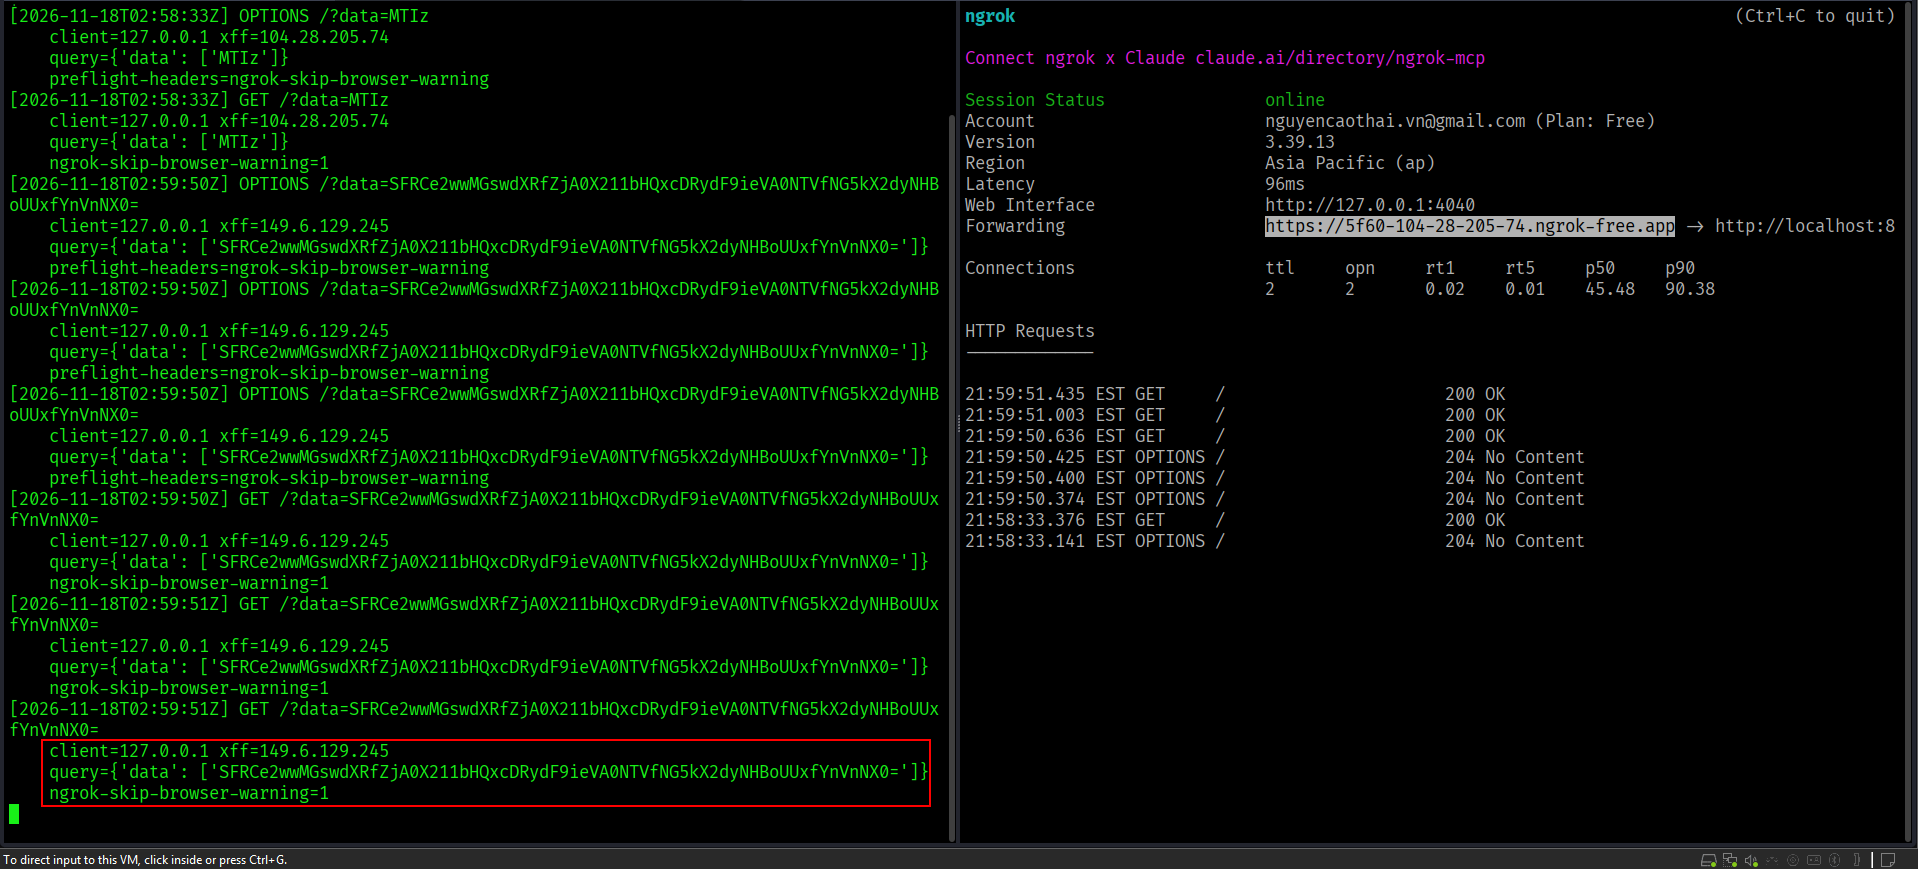 [2026-11-18T02:58:33Z] OPTIONS /?data=MTIz
client=127.0.0.1 xff=104.28.205.74
query={'data': ['MTIz']}
preflight-headers=ngrok-skip-browser-warning
[2026-11-18T02:58:33Z] GET /?data=MTIz
client=127.0.0.1 xff=104.28.205.74
query={'data': ['MTIz']}
ngrok-skip-browser-warning=1
[2026-11-18T02:59:50Z] OPTIONS /?data=SFRCe2wwMGswdXRfZjA0X211bHQxcDRydF9ieVA0NTVfNG5kX2dyNHB
oUUxfYnVnNX0=
client=127.0.0.1 xff=149.6.129.245
query={'data': ['SFRCe2wwMGswdXRfZjA0X211bHQxcDRydF9ieVA0NTVfNG5kX2dyNHBoUUxfYnVnNX0=']}
preflight-headers=ngrok-skip-browser-warning
[2026-11-18T02:59:50Z] OPTIONS /?data=SFRCe2wwMGswdXRfZjA0X211bHQxcDRydF9ieVA0NTVfNG5kX2dyNHB
oUUxfYnVnNX0=
client=127.0.0.1 xff=149.6.129.245
query={'data': ['SFRCe2wwMGswdXRfZjA0X211bHQxcDRydF9ieVA0NTVfNG5kX2dyNHBoUUxfYnVnNX0=']}
preflight-headers=ngrok-skip-browser-warning
[2026-11-18T02:59:50Z] OPTIONS /?data=SFRCe2wwMGswdXRfZjA0X211bHQxcDRydF9ieVA0NTVfNG5kX2dyNHB
oUUxfYnVnNX0=
client=127.0.0.1 xff=149.6.129.245
query={'data': ['SFRCe2wwMGswdXRfZjA0X211bHQxcDRydF9ieVA0NTVfNG5kX2dyNHBoUUxfYnVnNX0=']}
preflight-headers=ngrok-skip-browser-warning
[2026-11-18T02:59:50Z] GET /?data=SFRCe2wwMGswdXRfZjA0X211bHQxcDRydF9ieVA0NTVfNG5kX2dyNHBoUUx
fYnVnNX0=
client=127.0.0.1 xff=149.6.129.245
query={'data': ['SFRCe2wwMGswdXRfZjA0X211bHQxcDRydF9ieVA0NTVfNG5kX2dyNHBoUUxfYnVnNX0=']}
ngrok-skip-browser-warning=1
[2026-11-18T02:59:51Z] GET /?data=SFRCe2wwMGswdXRfZjA0X211bHQxcDRydF9ieVA0NTVfNG5kX2dyNHBoUUx
fYnVnNX0=
client=127.0.0.1 xff=149.6.129.245
query={'data': ['SFRCe2wwMGswdXRfZjA0X211bHQxcDRydF9ieVA0NTVfNG5kX2dyNHBoUUxfYnVnNX0=']}
ngrok-skip-browser-warning=1
[2026-11-18T02:59:51Z] GET /?data=SFRCe2wwMGswdXRfZjA0X211bHQxcDRydF9ieVA0NTVfNG5kX2dyNHBoUUx
fYnVnNX0=
client=127.0.0.1 xff=149.6.129.245
query={'data': ['SFRCe2wwMGswdXRfZjA0X211bHQxcDRydF9ieVA0NTVfNG5kX2dyNHBoUUxfYnVnNX0=']}
ngrok-skip-browser-warning=1
ngrok (Ctrl+C to quit)
Connect ngrok x Claude claude.ai/directory/ngrok-mcp
Session Status online
Account nguyencaothai.vn@gmail.com (Plan: Free)
Version 3.39.13
Region Asia Pacific (ap)
Latency 96ms
Web Interface http://127.0.0.1:4040
Forwarding https://5f60-104-28-205-74.ngrok-free.app → http://localhost:8
Connections ttl opn rt1 rt5 p50 p90
2 2 0.02 0.01 45.48 90.38
HTTP Requests
-------------
21:59:51.435 EST GET / 200 OK
21:59:51.003 EST GET / 200 OK
21:59:50.636 EST GET / 200 OK
21:59:50.425 EST OPTIONS / 204 No Content
21:59:50.400 EST OPTIONS / 204 No Content
21:59:50.374 EST OPTIONS / 204 No Content
21:58:33.376 EST GET / 200 OK
21:58:33.141 EST OPTIONS / 204 No Content
To direct input to this VM, click inside or press Ctrl+G.